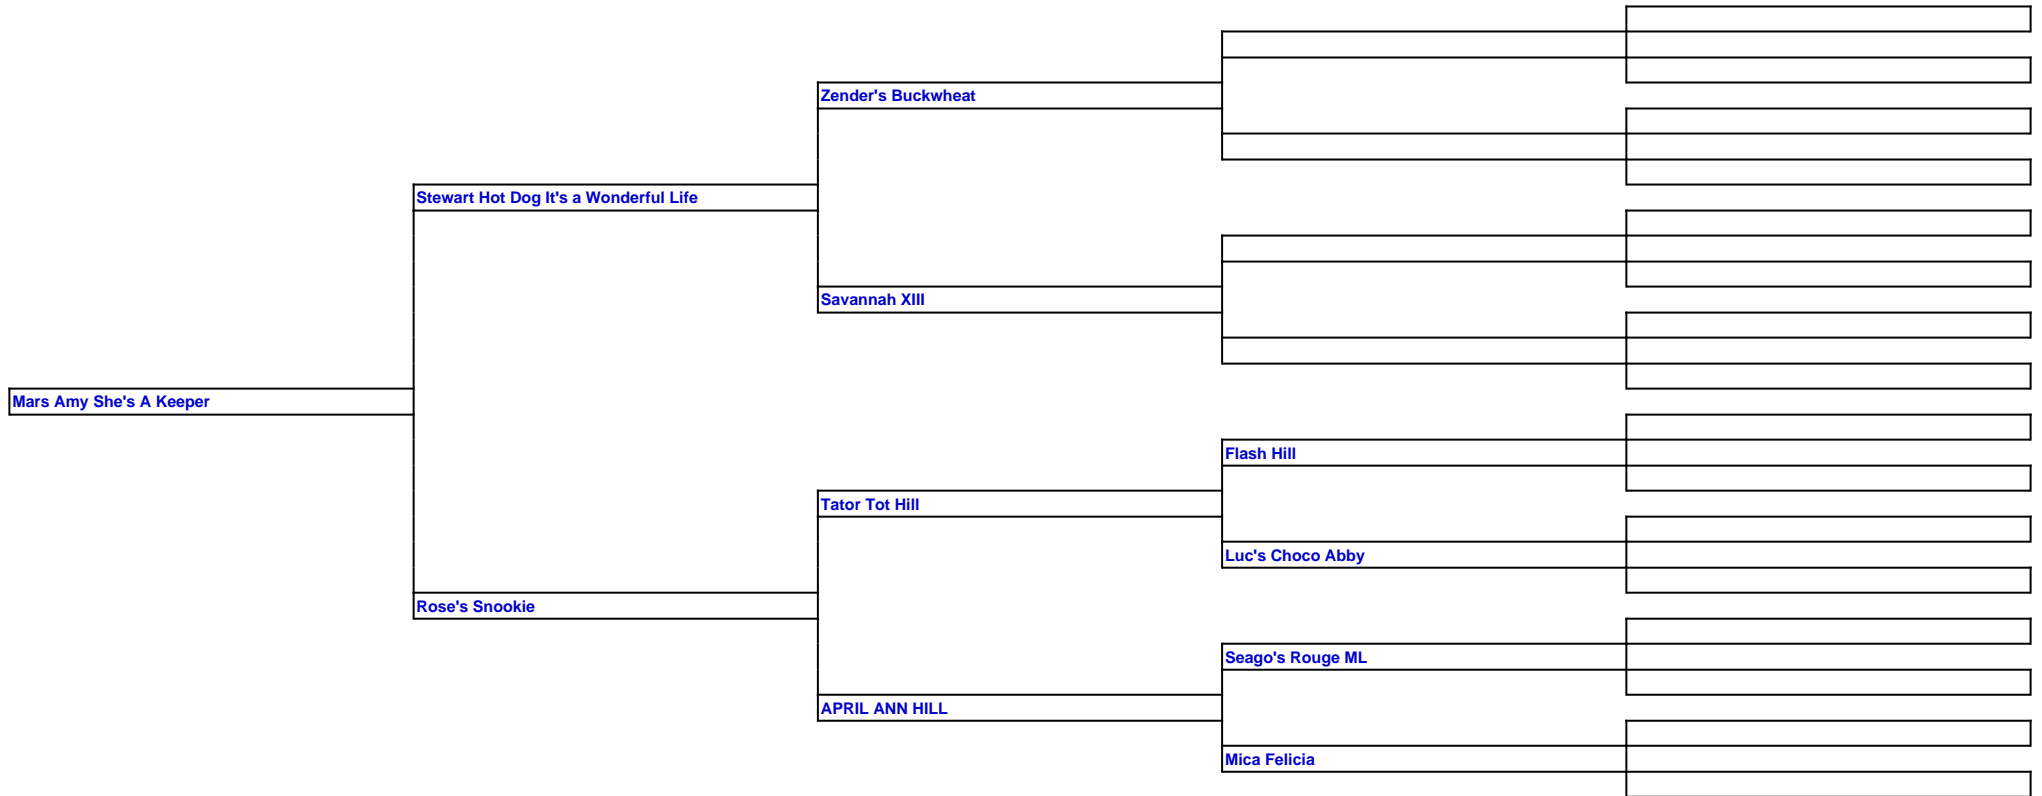 Zender's Buckwheat
Stewart Hot Dog It's a Wonderful Life
Savannah XIII
Mars Amy She's A Keeper
Flash Hill
Tator Tot Hill
Luc's Choco Abby
Rose's Snookie
Seago's Rouge ML
APRIL ANN HILL
Mica Felicia